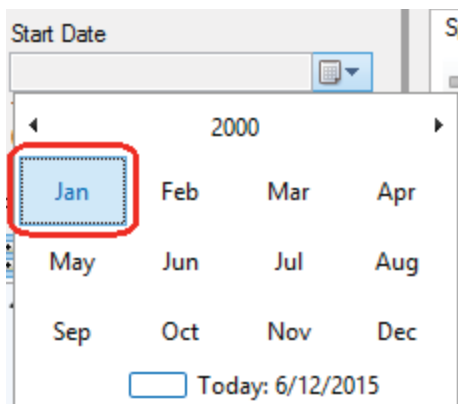 Start Date
2000
Jan Feb Mar Apr
May Jun Jul Aug
Sep Oct Nov Dec
Today: 6/12/2015